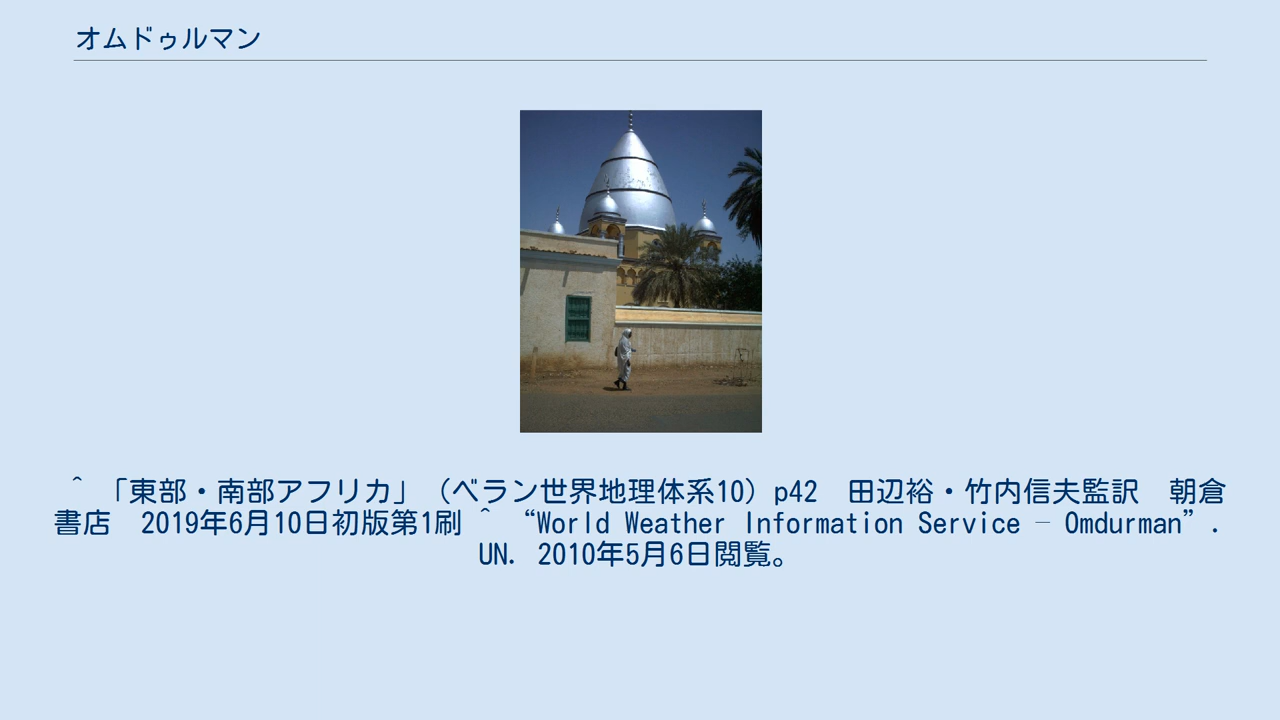 オムドゥルマン
^ 「東部・南部アフリカ」（ベラン世界地理体系10）p42　田辺裕・竹内信夫監訳　朝倉
書店　2019年6月10日初版第1刷 ^ “World Weather Information Service – Omdurman”.
UN. 2010年5月6日閲覧。